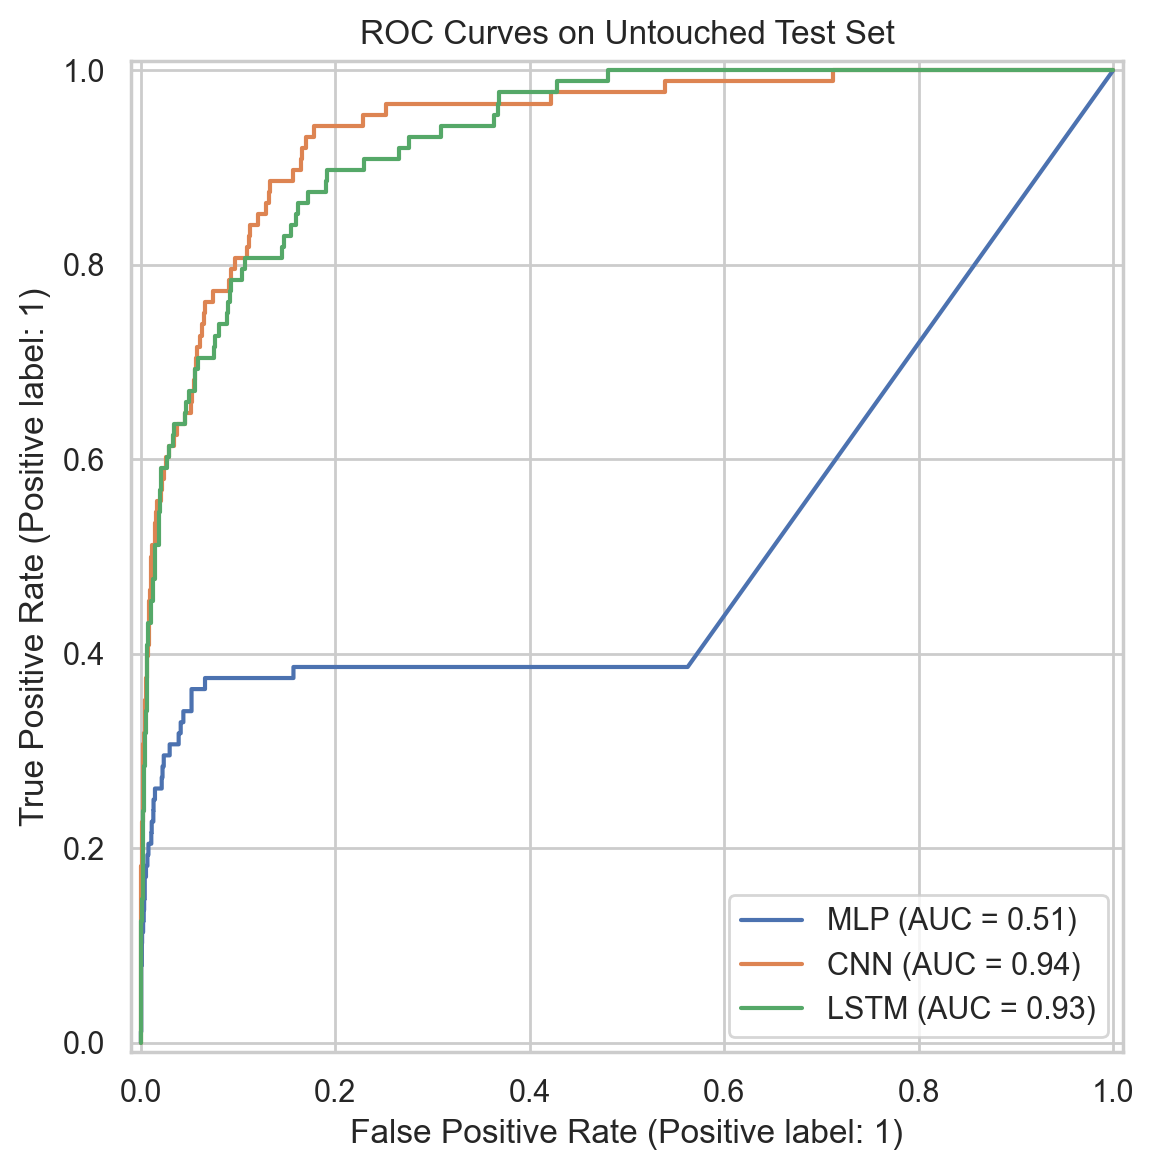 ROC Curves on Untouched Test Set
True Positive Rate (Positive label: 1)
1.0
0.8
0.6
0.4
0.2
0.0
0.0 0.2 0.4 0.6 0.8 1.0
False Positive Rate (Positive label: 1)
MLP (AUC = 0.51)
CNN (AUC = 0.94)
LSTM (AUC = 0.93)